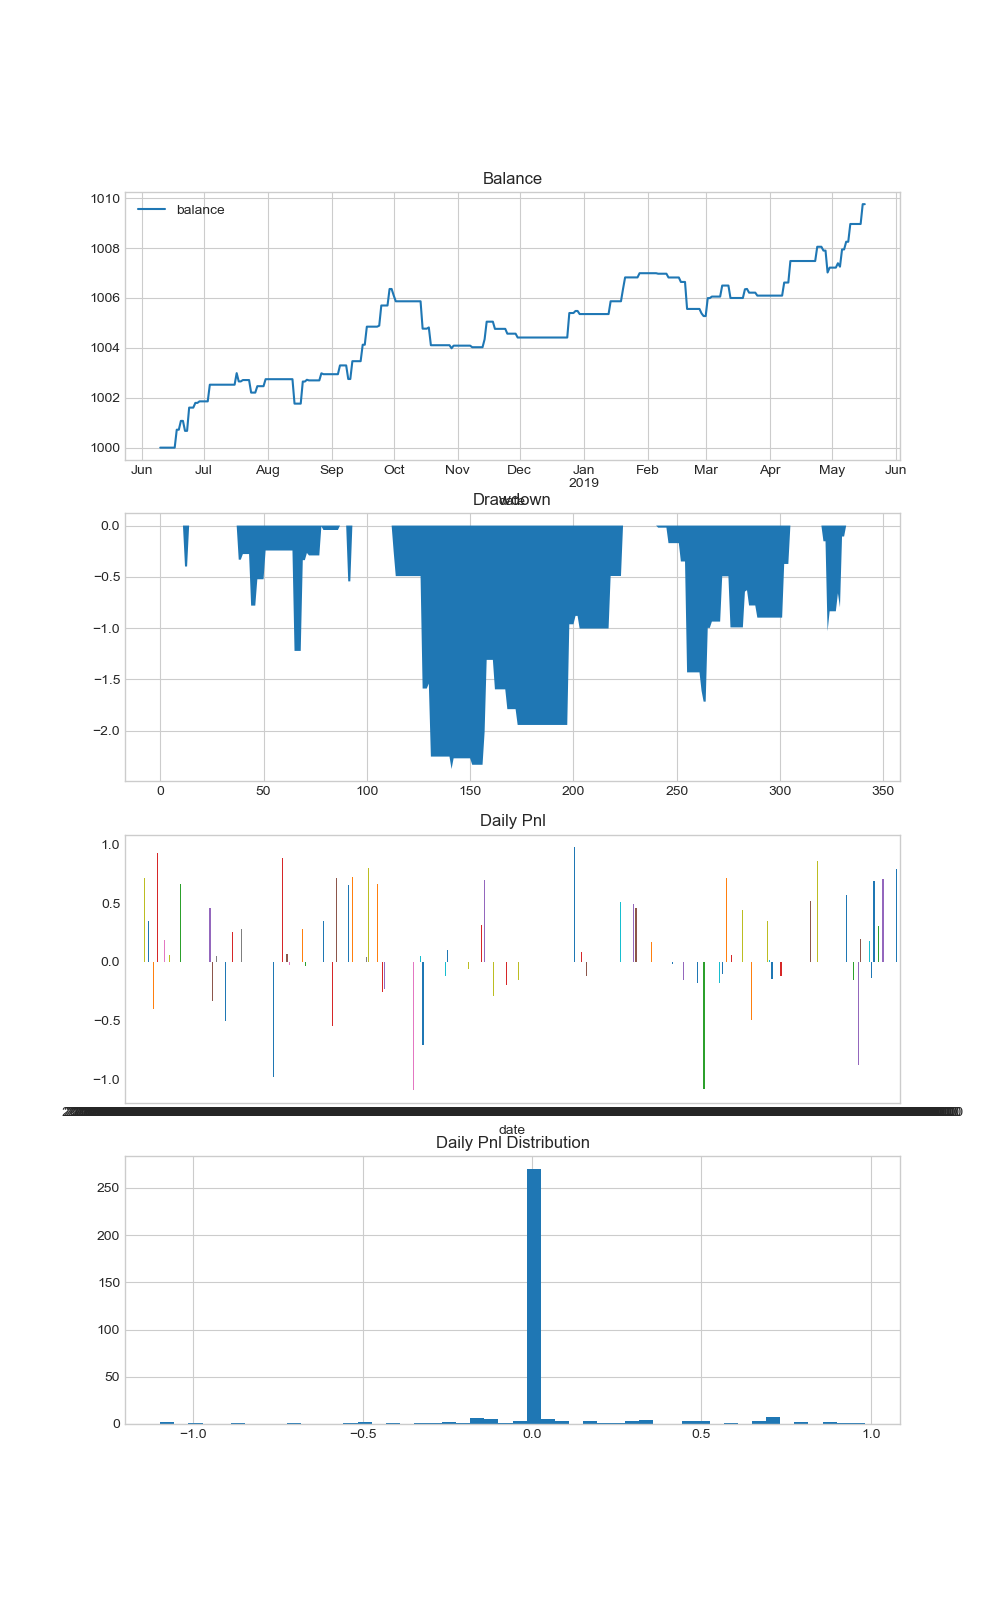 Balance
1010
balance
1008
1006
1004
1002
1000
Jun Jul Aug Sep Oct Nov Dec Jan Feb Mar Apr May Jun
2019
date
Drawdown
0.0
−0.5
−1.0
−1.5
−2.0
0 50 100 150 200 250 300 350
Daily Pnl
1.0
0.5
0.0
−0.5
−1.0
date
Daily Pnl Distribution
250
200
150
100
50
0
−1.0 −0.5 0.0 0.5 1.0